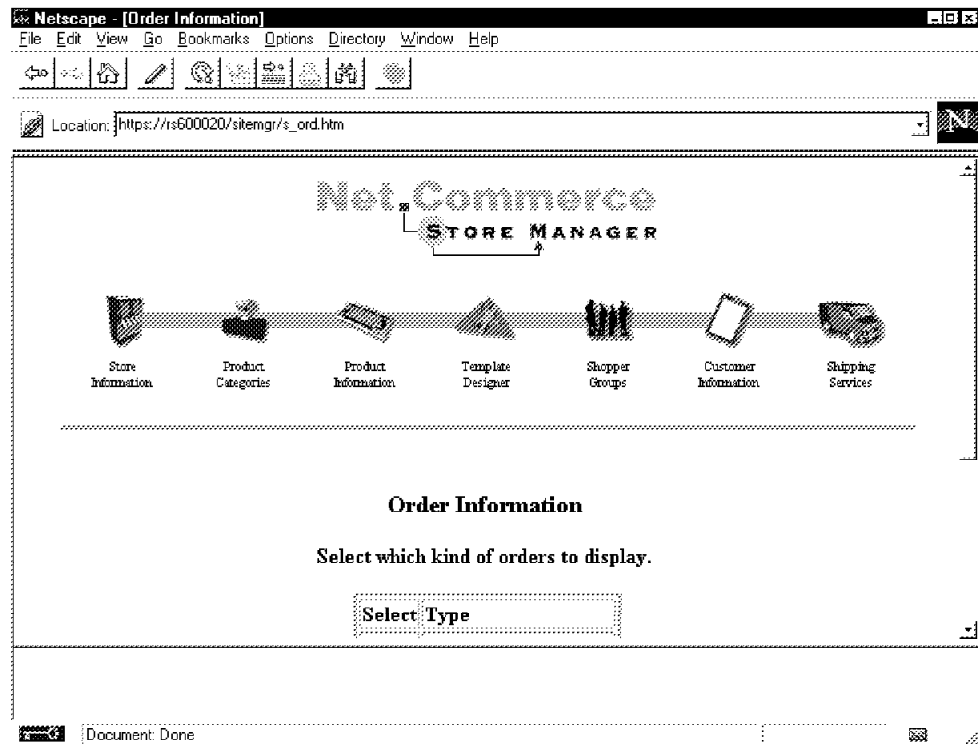 Netscape - [Order Information]
File Edit View Go Bookmarks Options Directory Window Help
Location: https://rs600020/sitemgr/s_ord.htm
N
Net.Commerce
STORE MANAGER
Store Information
Product Categories
Product Information
Template Designer
Shopper Groups
Customer Information
Shipping Services
Order Information
Select which kind of orders to display.
Select Type
Document: Done